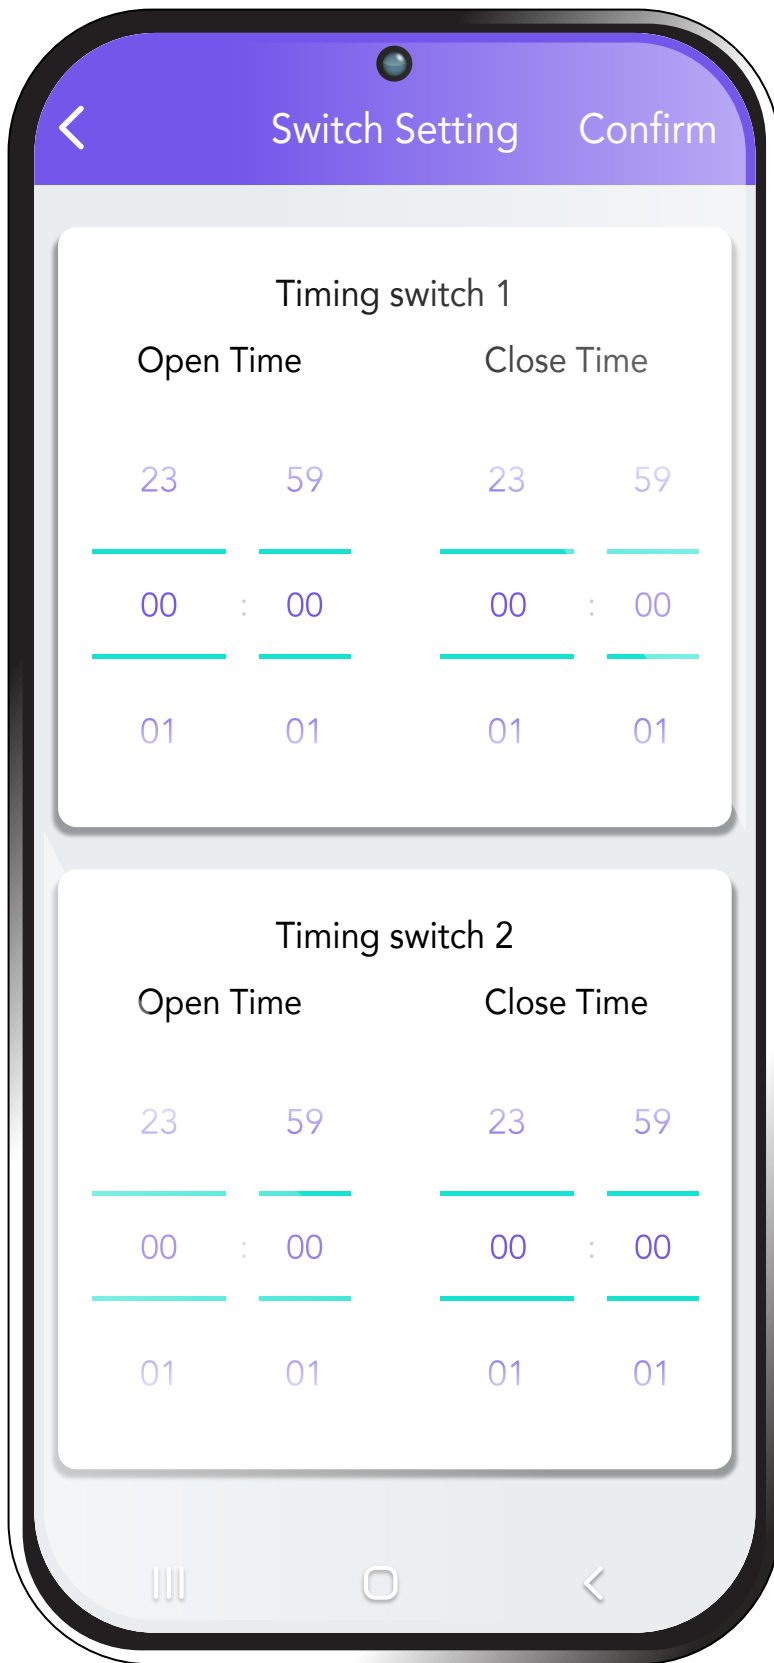 Switch Setting Confirm
Timing switch 1
Open Time Close Time
23 59 23 59
00 : 00 00 : 00
01 01 01 01
Timing switch 2
Open Time Close Time
23 59 23 59
00 : 00 00 : 00
01 01 01 01